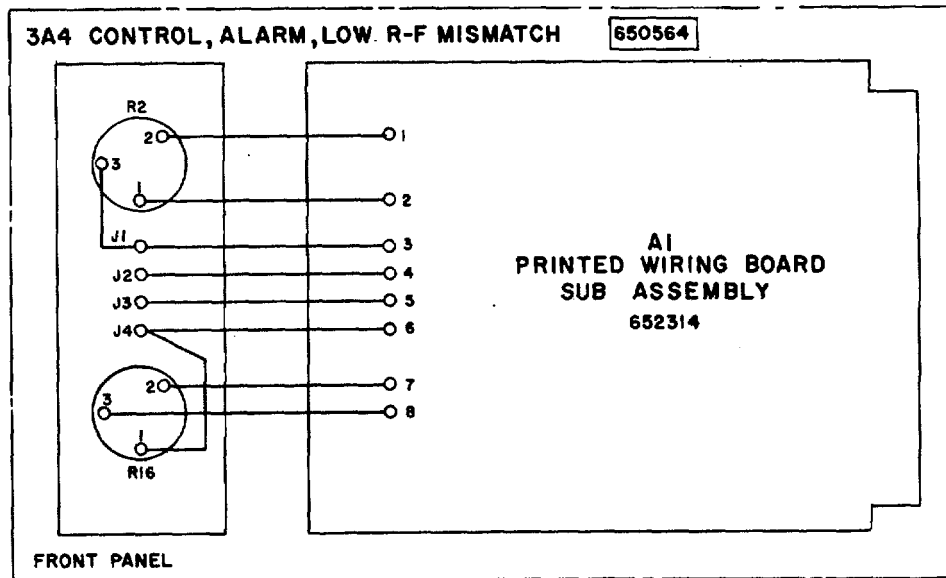 3A4 CONTROL, ALARM, LOW R-F MISMATCH 650564
R2
2
1
3
1
2
J1
3
J2
4
J3
5
J4
6
2
7
3
8
1
R16
A1
PRINTED WIRING BOARD
SUB ASSEMBLY
652314
FRONT PANEL